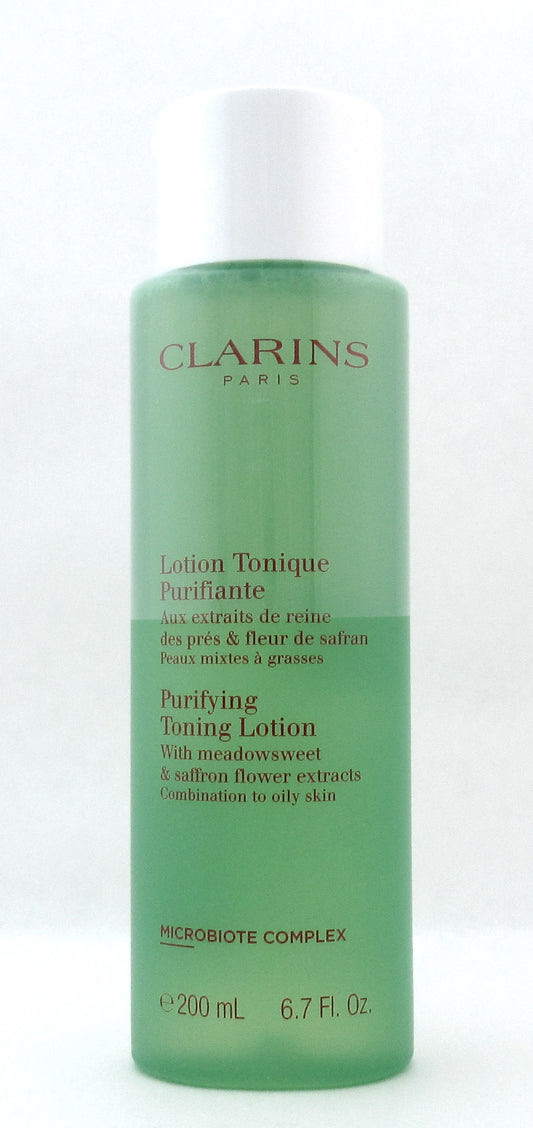 CLARINS
PARIS
Lotion Tonique
Purifiante
Aux extraits de reine
des prés & fleur de safran
Peaux mixtes à grasses
Purifying
Toning Lotion
With meadowsweet
& saffron flower extracts
Combination to oily skin
MICROBIOTE COMPLEX
℮ 200 mL 6.7 Fl. Oz.